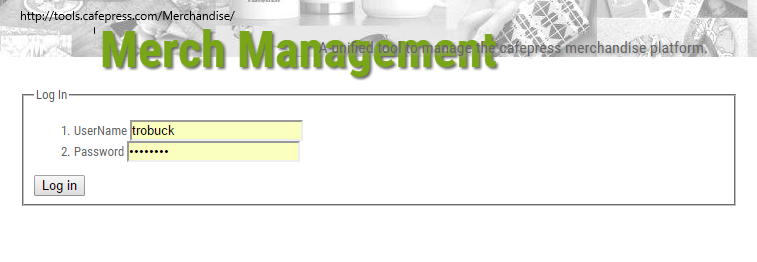 http://tools.cafepress.com/Merchandise/
Merch Management
A unified tool to manage the cafepress merchandise platform.
Log In
1. UserName trobuck
2. Password ••••••••
Log in